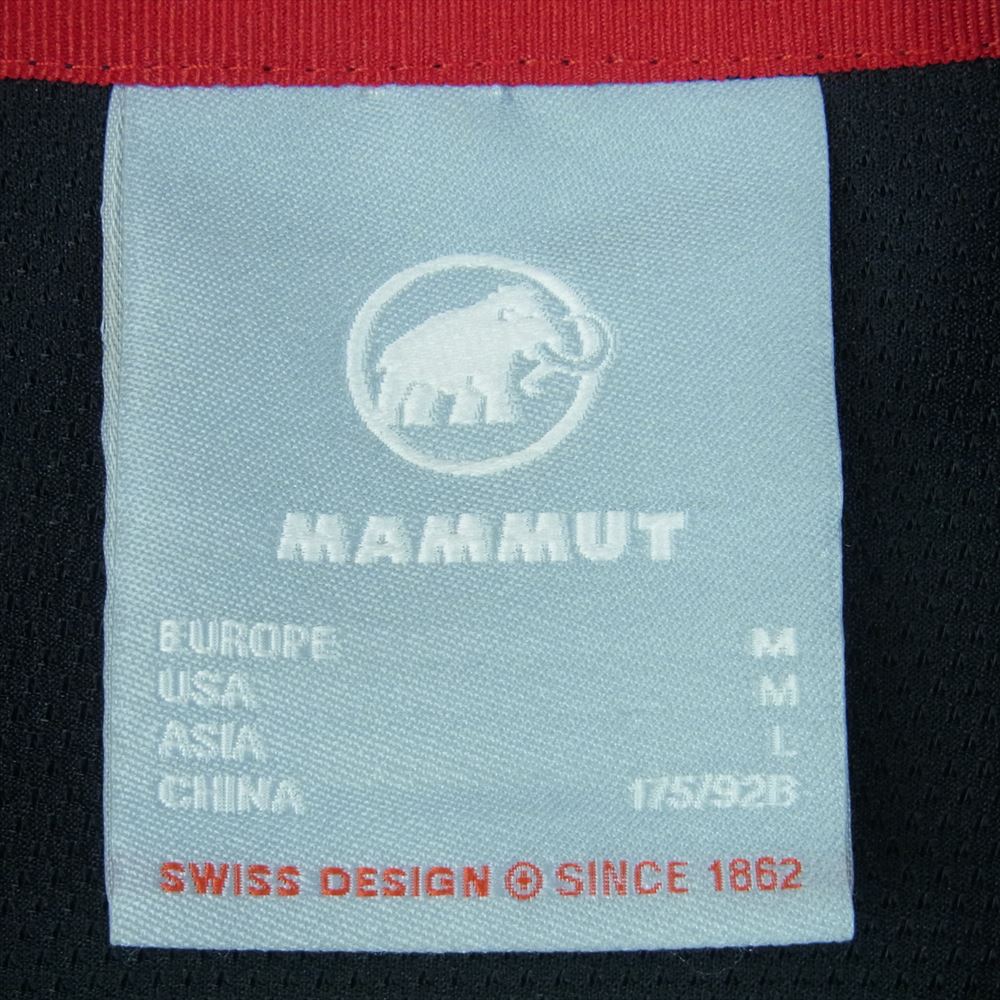 MAMMUT
EUROPE M
USA M
ASIA L
CHINA 175/92B
SWISS DESIGN SINCE 1862